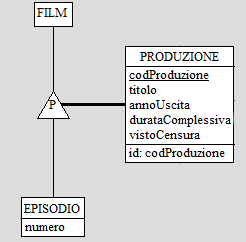 FILM
PRODUZIONE
codProduzione
titolo
annoUscita
durataComplessiva
vistoCensura
id: codProduzione
P
EPISODIO
numero